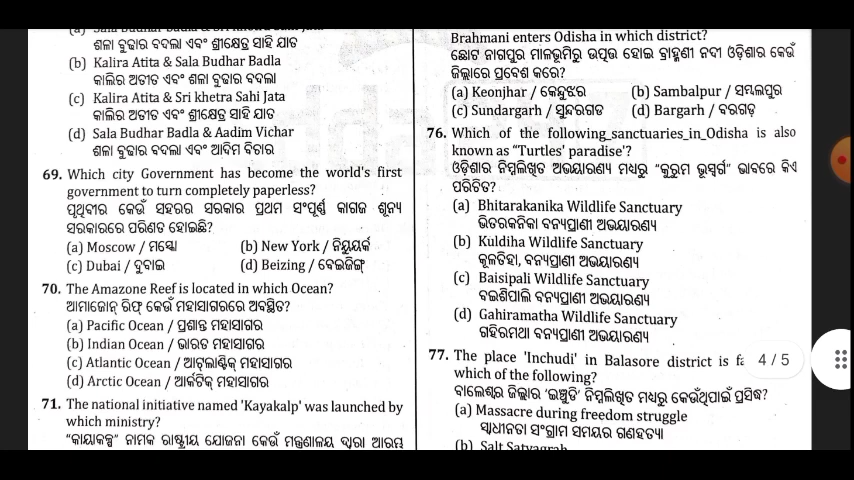 ଶଳା ବୁଢାର ବଦଲା ଏବଂ ଶ୍ରୀକ୍ଷେତ୍ର ସାହି ଯାତ
(b) Kalira Atita & Sala Budhar Badla
କାଲିର ଅତୀତ ଏବଂ ଶଳା ବୁଢାର ବଦଲା
(c) Kalira Atita & Sri khetra Sahi Jata
କାଲିର ଅତୀତ ଏବଂ ଶ୍ରୀକ୍ଷେତ୍ର ସାହି ଯାତ
(d) Sala Budhar Badla & Aadim Vichar
ଶଳା ବୁଢାର ବଦଲା ଏବଂ ଆଦିମ ବିଚାର
69. Which city Government has become the world's first
government to turn completely paperless?
ପୃଥିବୀର କେଉଁ ସହରର ସରକାର ପ୍ରଥମ ସଂପୂର୍ଣ୍ଣ କାଗଜ ଶୂନ୍ୟ
ସରକାରରେ ପରିଣତ ହୋଇଛି?
(a) Moscow / ମସ୍କୋ (b) New York / ନିୟୁୟର୍କ
(c) Dubai / ଦୁବାଇ (d) Beizing / ବେଇଜିଙ୍ଗ୍
70. The Amazone Reef is located in which Ocean?
ଆମାଜୋନ୍ ରିଫ୍ କେଉଁ ମହାସାଗରରେ ଅବସ୍ଥିତ?
(a) Pacific Ocean / ପ୍ରଶାନ୍ତ ମହାସାଗର
(b) Indian Ocean / ଭାରତ ମହାସାଗର
(c) Atlantic Ocean / ଆଟ୍ଲାଣ୍ଟିକ୍ ମହାସାଗର
(d) Arctic Ocean / ଆର୍କଟିକ୍ ମହାସାଗର
71. The national initiative named 'Kayakalp' was launched by
which ministry?
“କାୟାକଳ୍ପ” ନାମକ ରାଷ୍ଟ୍ରୀୟ ଯୋଜନା କେଉଁ ମନ୍ତ୍ରଣାଳୟ ଦ୍ୱାରା ଆରମ୍ଭ
Brahmani enters Odisha in which district?
ଛୋଟ ନାଗପୁର ମାଳଭୂମିରୁ ଉତ୍ପନ୍ନ ହୋଇ ବ୍ରାହ୍ମଣୀ ନଦୀ ଓଡ଼ିଶାର କେଉଁ
ଜିଲ୍ଲାରେ ପ୍ରବେଶ କରେ?
(a) Keonjhar / କେନ୍ଦୁଝର (b) Sambalpur / ସମ୍ବଲପୁର
(c) Sundargarh / ସୁନ୍ଦରଗଡ (d) Bargarh / ବରଗଡ଼
76. Which of the following_sanctuaries_in_Odisha is also
known as “Turtles' paradise'?
ଓଡ଼ିଶାର ନିମ୍ନଲିଖିତ ଅଭୟାରଣ୍ୟ ମଧ୍ୟରୁ “କୁରୁମ ଭୂସ୍ୱର୍ଗ” ଭାବରେ କିଏ
ପରିଚିତ?
(a) Bhitarakanika Wildlife Sanctuary
ଭିତରକନିକା ବନ୍ୟପ୍ରାଣୀ ଅଭୟାରଣ୍ୟ
(b) Kuldiha Wildlife Sanctuary
କୂଳଡିହା, ବନ୍ୟପ୍ରାଣୀ ଅଭୟାରଣ୍ୟ
(c) Baisipali Wildlife Sanctuary
ବଇଶିପାଲି ବନ୍ୟପ୍ରାଣୀ ଅଭୟାରଣ୍ୟ
(d) Gahiramatha Wildlife Sanctuary
ଗହିରମଥା ବନ୍ୟପ୍ରାଣୀ ଅଭୟାରଣ୍ୟ
77. The place 'Inchudi' in Balasore district is fa 4 / 5
which of the following?
ବାଲେଶ୍ୱର ଜିଲ୍ଲାର 'ଇଞ୍ଚୁଡି' ନିମ୍ନଲିଖିତ ମଧ୍ୟରୁ କେଉଁଥିପାଇଁ ପ୍ରସିଦ୍ଧ?
(a) Massacre during freedom struggle
ସ୍ୱାଧୀନତା ସଂଗ୍ରାମ ସମୟର ଗଣହତ୍ୟା
(b) Salt Satyagrah